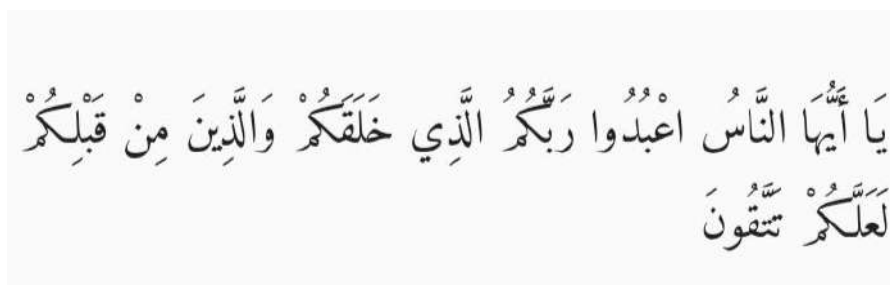 يَا أَيُّهَا النَّاسُ اعْبُدُوا رَبَّكُمُ الَّذِي خَلَقَكُمْ وَالَّذِينَ مِنْ قَبْلِكُمْ
لَعَلَّكُمْ تَتَّقُونَ